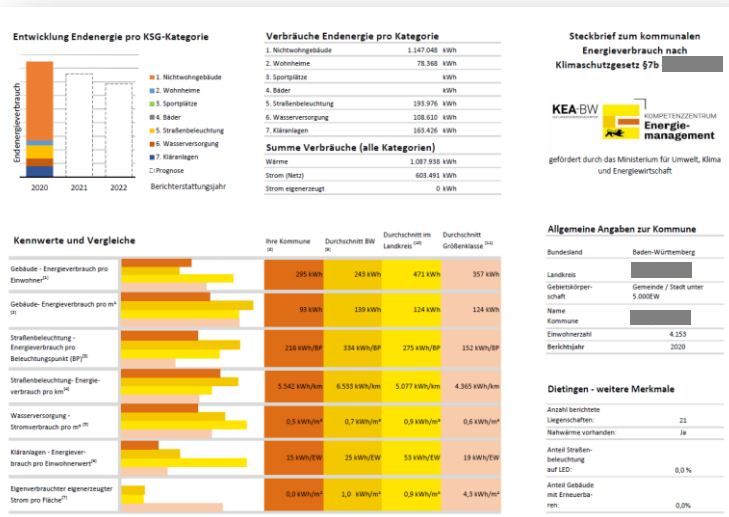 Entwicklung Endenergie pro KSG-Kategorie
Endenergieverbrauch
2020 2021 2022
Berichterstattungsjahr
1. Nichtwohngebäude
2. Wohnheime
3. Sportplätze
4. Bäder
5. Straßenbeleuchtung
6. Wasserversorgung
7. Kläranlagen
Prognose
Verbräuche Endenergie pro Kategorie
1. Nichtwohngebäude 1.147.048 kWh
2. Wohnheime 78.368 kWh
3. Sportplätze kWh
4. Bäder kWh
5. Straßenbeleuchtung 193.976 kWh
6. Wasserversorgung 108.610 kWh
7. Kläranlagen 163.426 kWh
Summe Verbräuche (alle Kategorien)
Wärme 1.087.938 kWh
Strom (Netz) 603.491 kWh
Strom eigenerzeugt 0 kWh
Steckbrief zum kommunalen
Energieverbrauch nach
Klimaschutzgesetz §7b
KEA-BW
KOMPETENZZENTRUM
Energie-
management
gefördert durch das Ministerium für Umwelt, Klima
und Energiewirtschaft
Kennwerte und Vergleiche
Ihre Kommune
Durchschnitt BW
Durchschnitt im
Landkreis [10]
Durchschnitt
Größenklasse [11]
Gebäude - Energieverbrauch pro
Einwohner[1]
295 kWh 243 kWh 471 kWh 357 kWh
Gebäude- Energieverbrauch pro m²
93 kWh 139 kWh 124 kWh 124 kWh
Straßenbeleuchtung -
Energieverbrauch pro
Beleuchtungspunkt (BP)[3]
216 kWh/BP 334 kWh/BP 275 kWh/BP 152 kWh/BP
Straßenbeleuchtung- Energie-
verbrauch pro km[4]
5.542 kWh/km 6.533 kWh/km 5.077 kWh/km 4.365 kWh/km
Wasserversorgung -
Stromverbrauch pro m³ [5]
0,5 kWh/m³ 0,7 kWh/m³ 0,9 kWh/m³ 0,6 kWh/m³
Kläranlagen - Energiever-
brauch pro Einwohnerwert[6]
15 kWh/EW 25 kWh/EW 53 kWh/EW 19 kWh/EW
Eigenverbrauchter eigenerzeugter
Strom pro Fläche[7]
0,0 kWh/m² 1,0 kWh/m² 0,9 kWh/m² 4,3 kWh/m²
Allgemeine Angaben zur Kommune
Bundesland Baden-Württemberg
Landkreis
Gebietskörper-
schaft
Gemeinde / Stadt unter
5.000EW
Name
Kommune
Einwohnerzahl 4.153
Berichtsjahr 2020
Dietingen - weitere Merkmale
Anzahl berichtete
Liegenschaften: 21
Nahwärme vorhanden: Ja
Anteil Straßen-
beleuchtung
auf LED: 0,0 %
Anteil Gebäude
mit Erneuerba-
ren: 0,0%